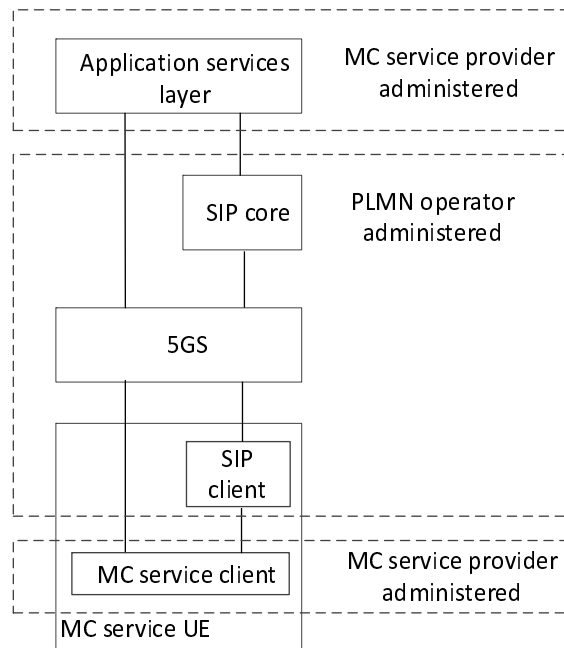 Application services
layer
MC service provider
administered
SIP core
PLMN operator
administered
5GS
SIP
client
MC service client
MC service provider
administered
MC service UE